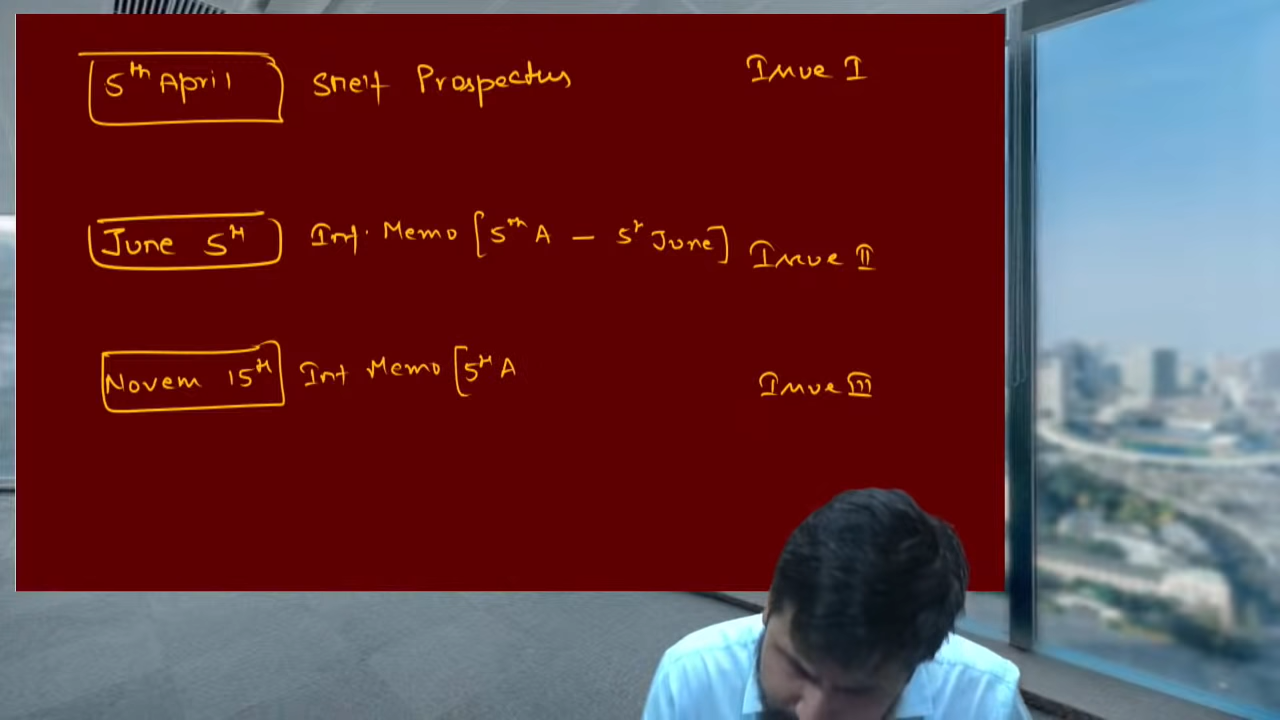 5th April Shelf Prospectus Issue I
June 5th Inf. Memo [5th A – 5th June] Issue II
Novem 15th Inf Memo [5th A Issue III